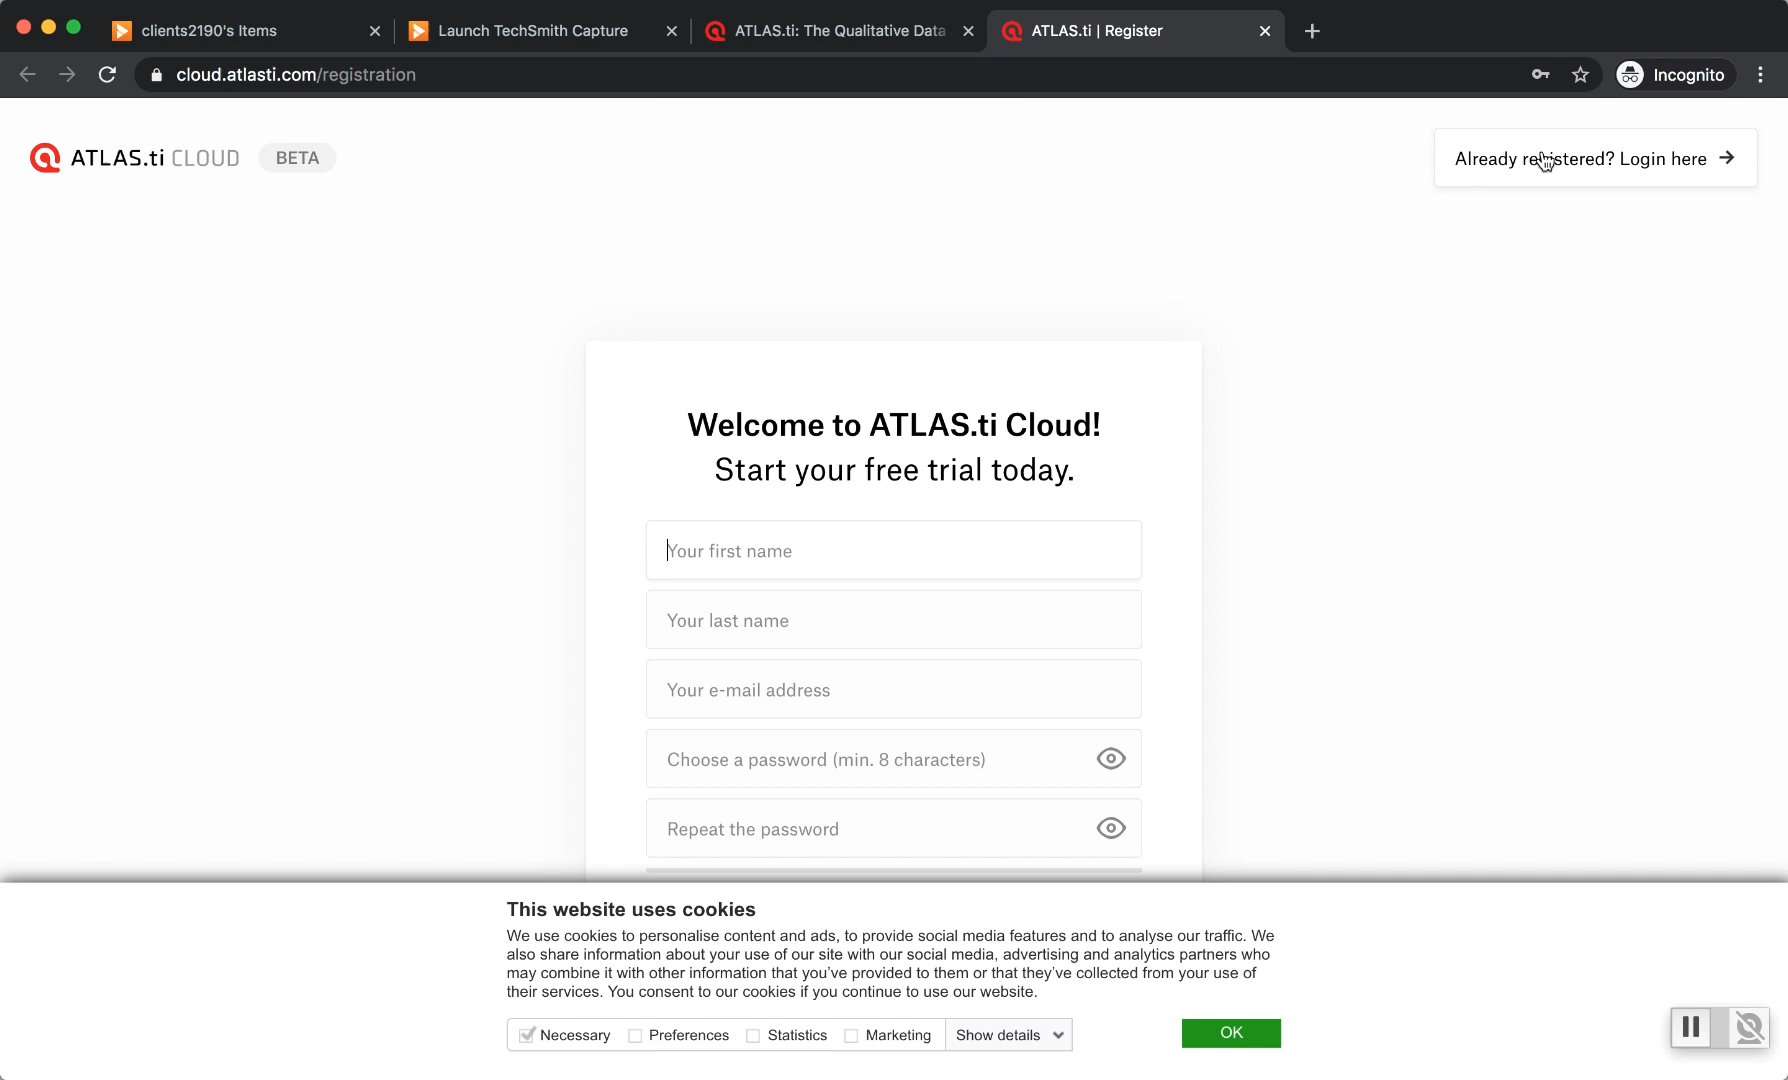 clients2190's Items
Launch TechSmith Capture
ATLAS.ti: The Qualitative Data
ATLAS.ti | Register
cloud.atlasti.com/registration
Incognito
ATLAS.ti CLOUD BETA
Already registered? Login here
Welcome to ATLAS.ti Cloud!
Start your free trial today.
Your first name
Your last name
Your e-mail address
Choose a password (min. 8 characters)
Repeat the password
This website uses cookies
We use cookies to personalise content and ads, to provide social media features and to analyse our traffic. We
also share information about your use of our site with our social media, advertising and analytics partners who
may combine it with other information that you've provided to them or that they've collected from your use of
their services. You consent to our cookies if you continue to use our website.
Necessary Preferences Statistics Marketing Show details
OK